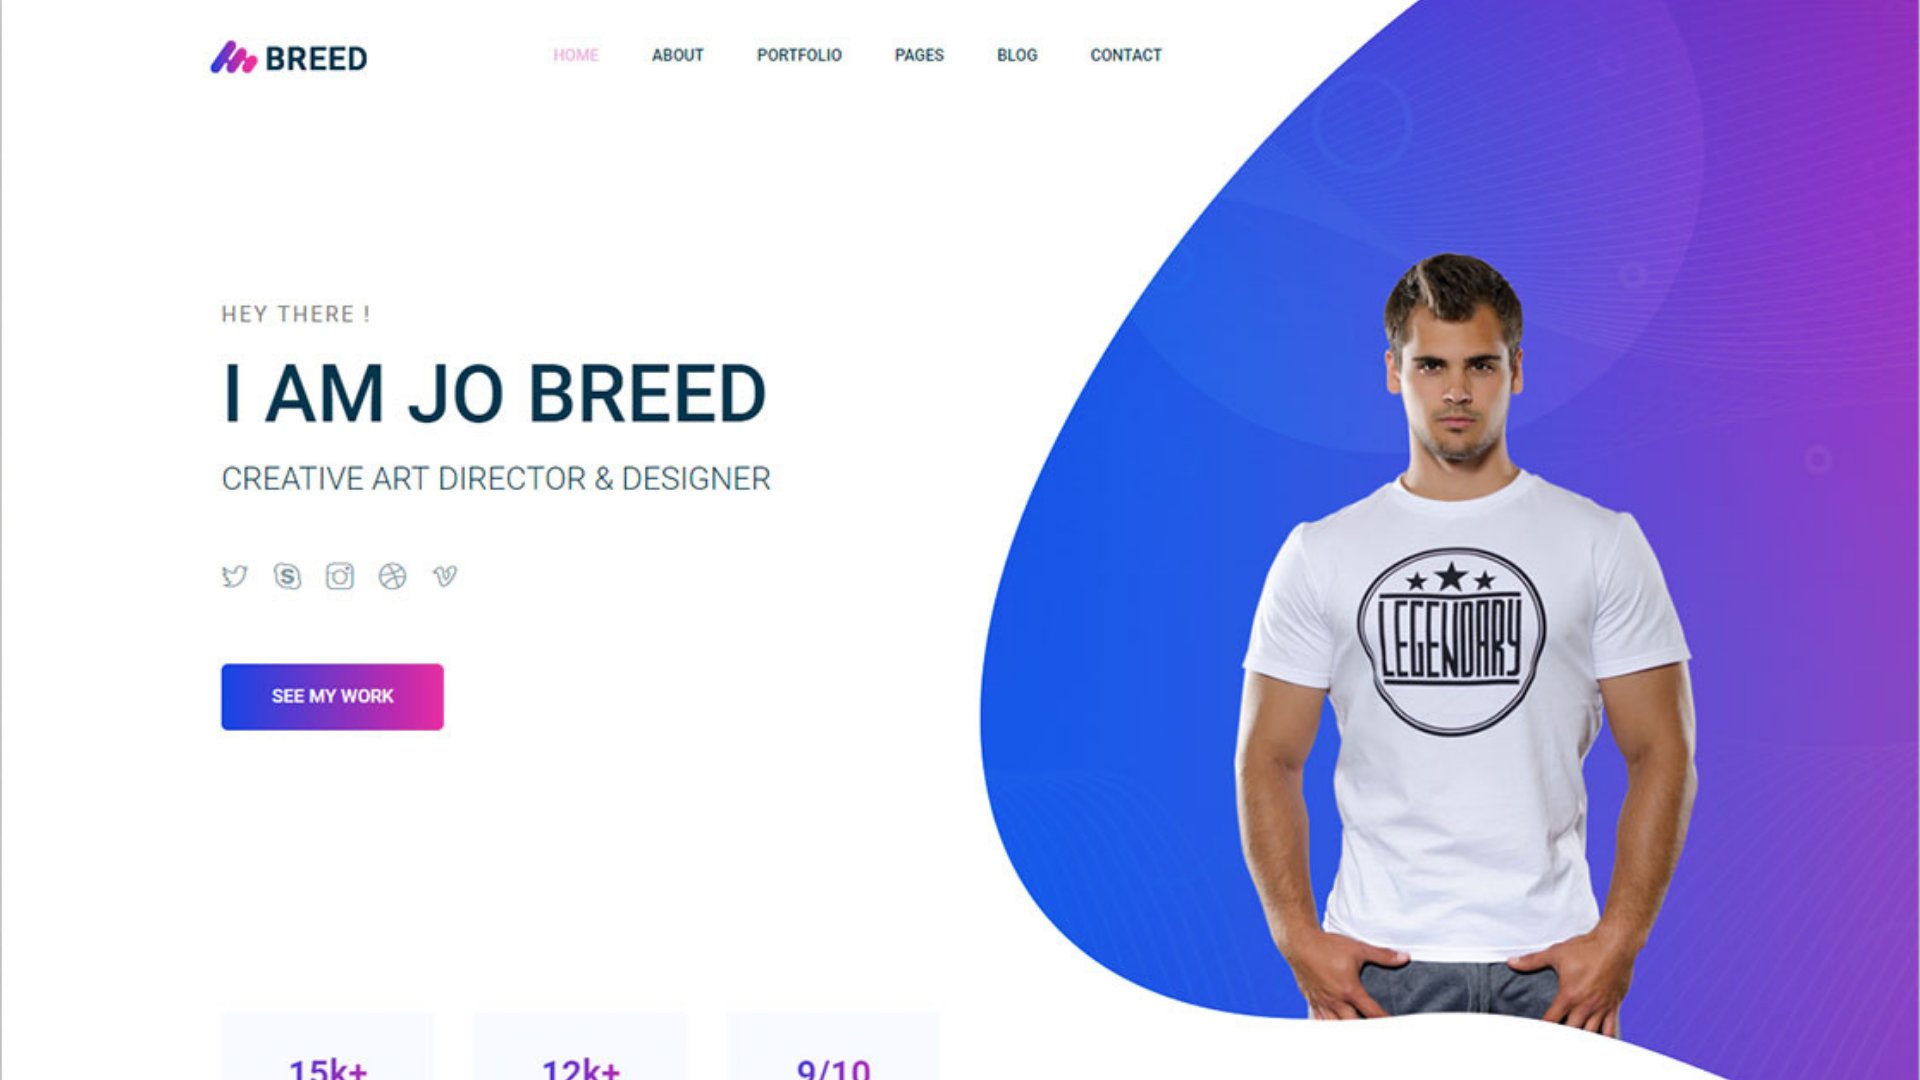 BREED
HOME ABOUT PORTFOLIO PAGES BLOG CONTACT
HEY THERE !
I AM JO BREED
CREATIVE ART DIRECTOR & DESIGNER
SEE MY WORK
LEGENDARY
15k+ 12k+ 9/10